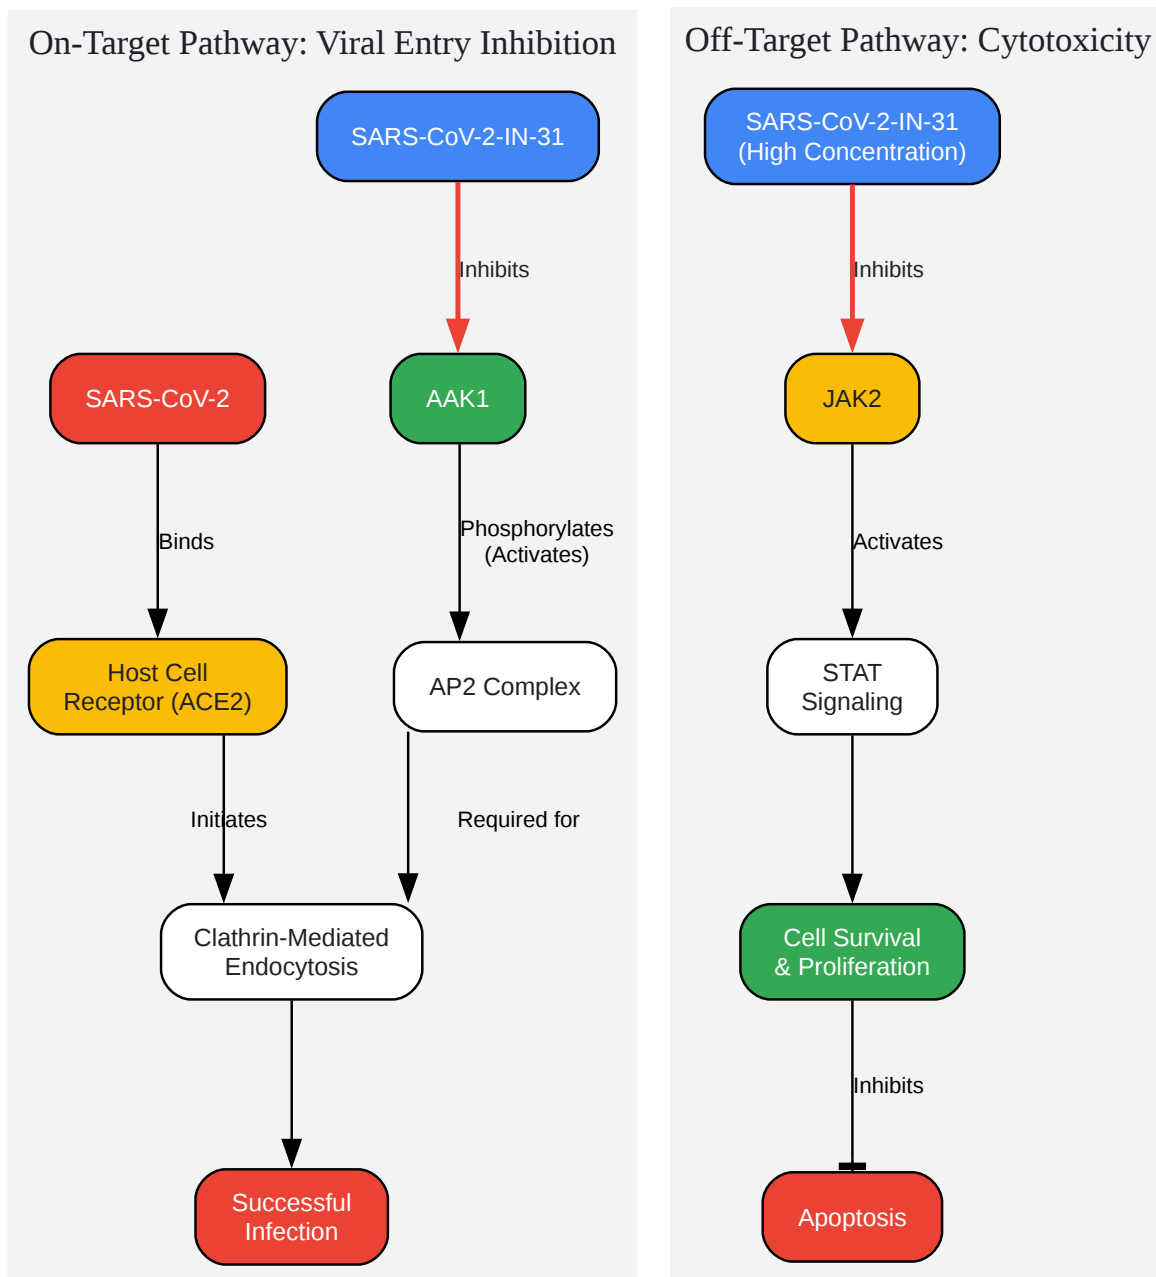 On-Target Pathway: Viral Entry Inhibition
SARS-CoV-2-IN-31
Inhibits
SARS-CoV-2
AAK1
Binds
Phosphorylates
(Activates)
Host Cell
Receptor (ACE2)
AP2 Complex
Initiates
Required for
Clathrin-Mediated
Endocytosis
Successful
Infection
Off-Target Pathway: Cytotoxicity
SARS-CoV-2-IN-31
(High Concentration)
Inhibits
JAK2
Activates
STAT
Signaling
Cell Survival
& Proliferation
Inhibits
Apoptosis